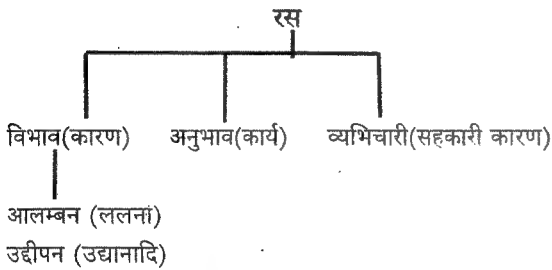 रस
विभाव(कारण) अनुभाव(कार्य) व्यभिचारी(सहकारी कारण)
आलम्बन (ललना)
उद्दीपन (उद्यानादि)